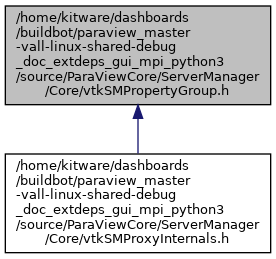 /home/kitware/dashboards
/buildbot/paraview_master
-vall-linux-shared-debug
_doc_extdeps_gui_mpi_python3
/source/ParaViewCore/ServerManager
/Core/vtkSMPropertyGroup.h
/home/kitware/dashboards
/buildbot/paraview_master
-vall-linux-shared-debug
_doc_extdeps_gui_mpi_python3
/source/ParaViewCore/ServerManager
/Core/vtkSMProxyInternals.h